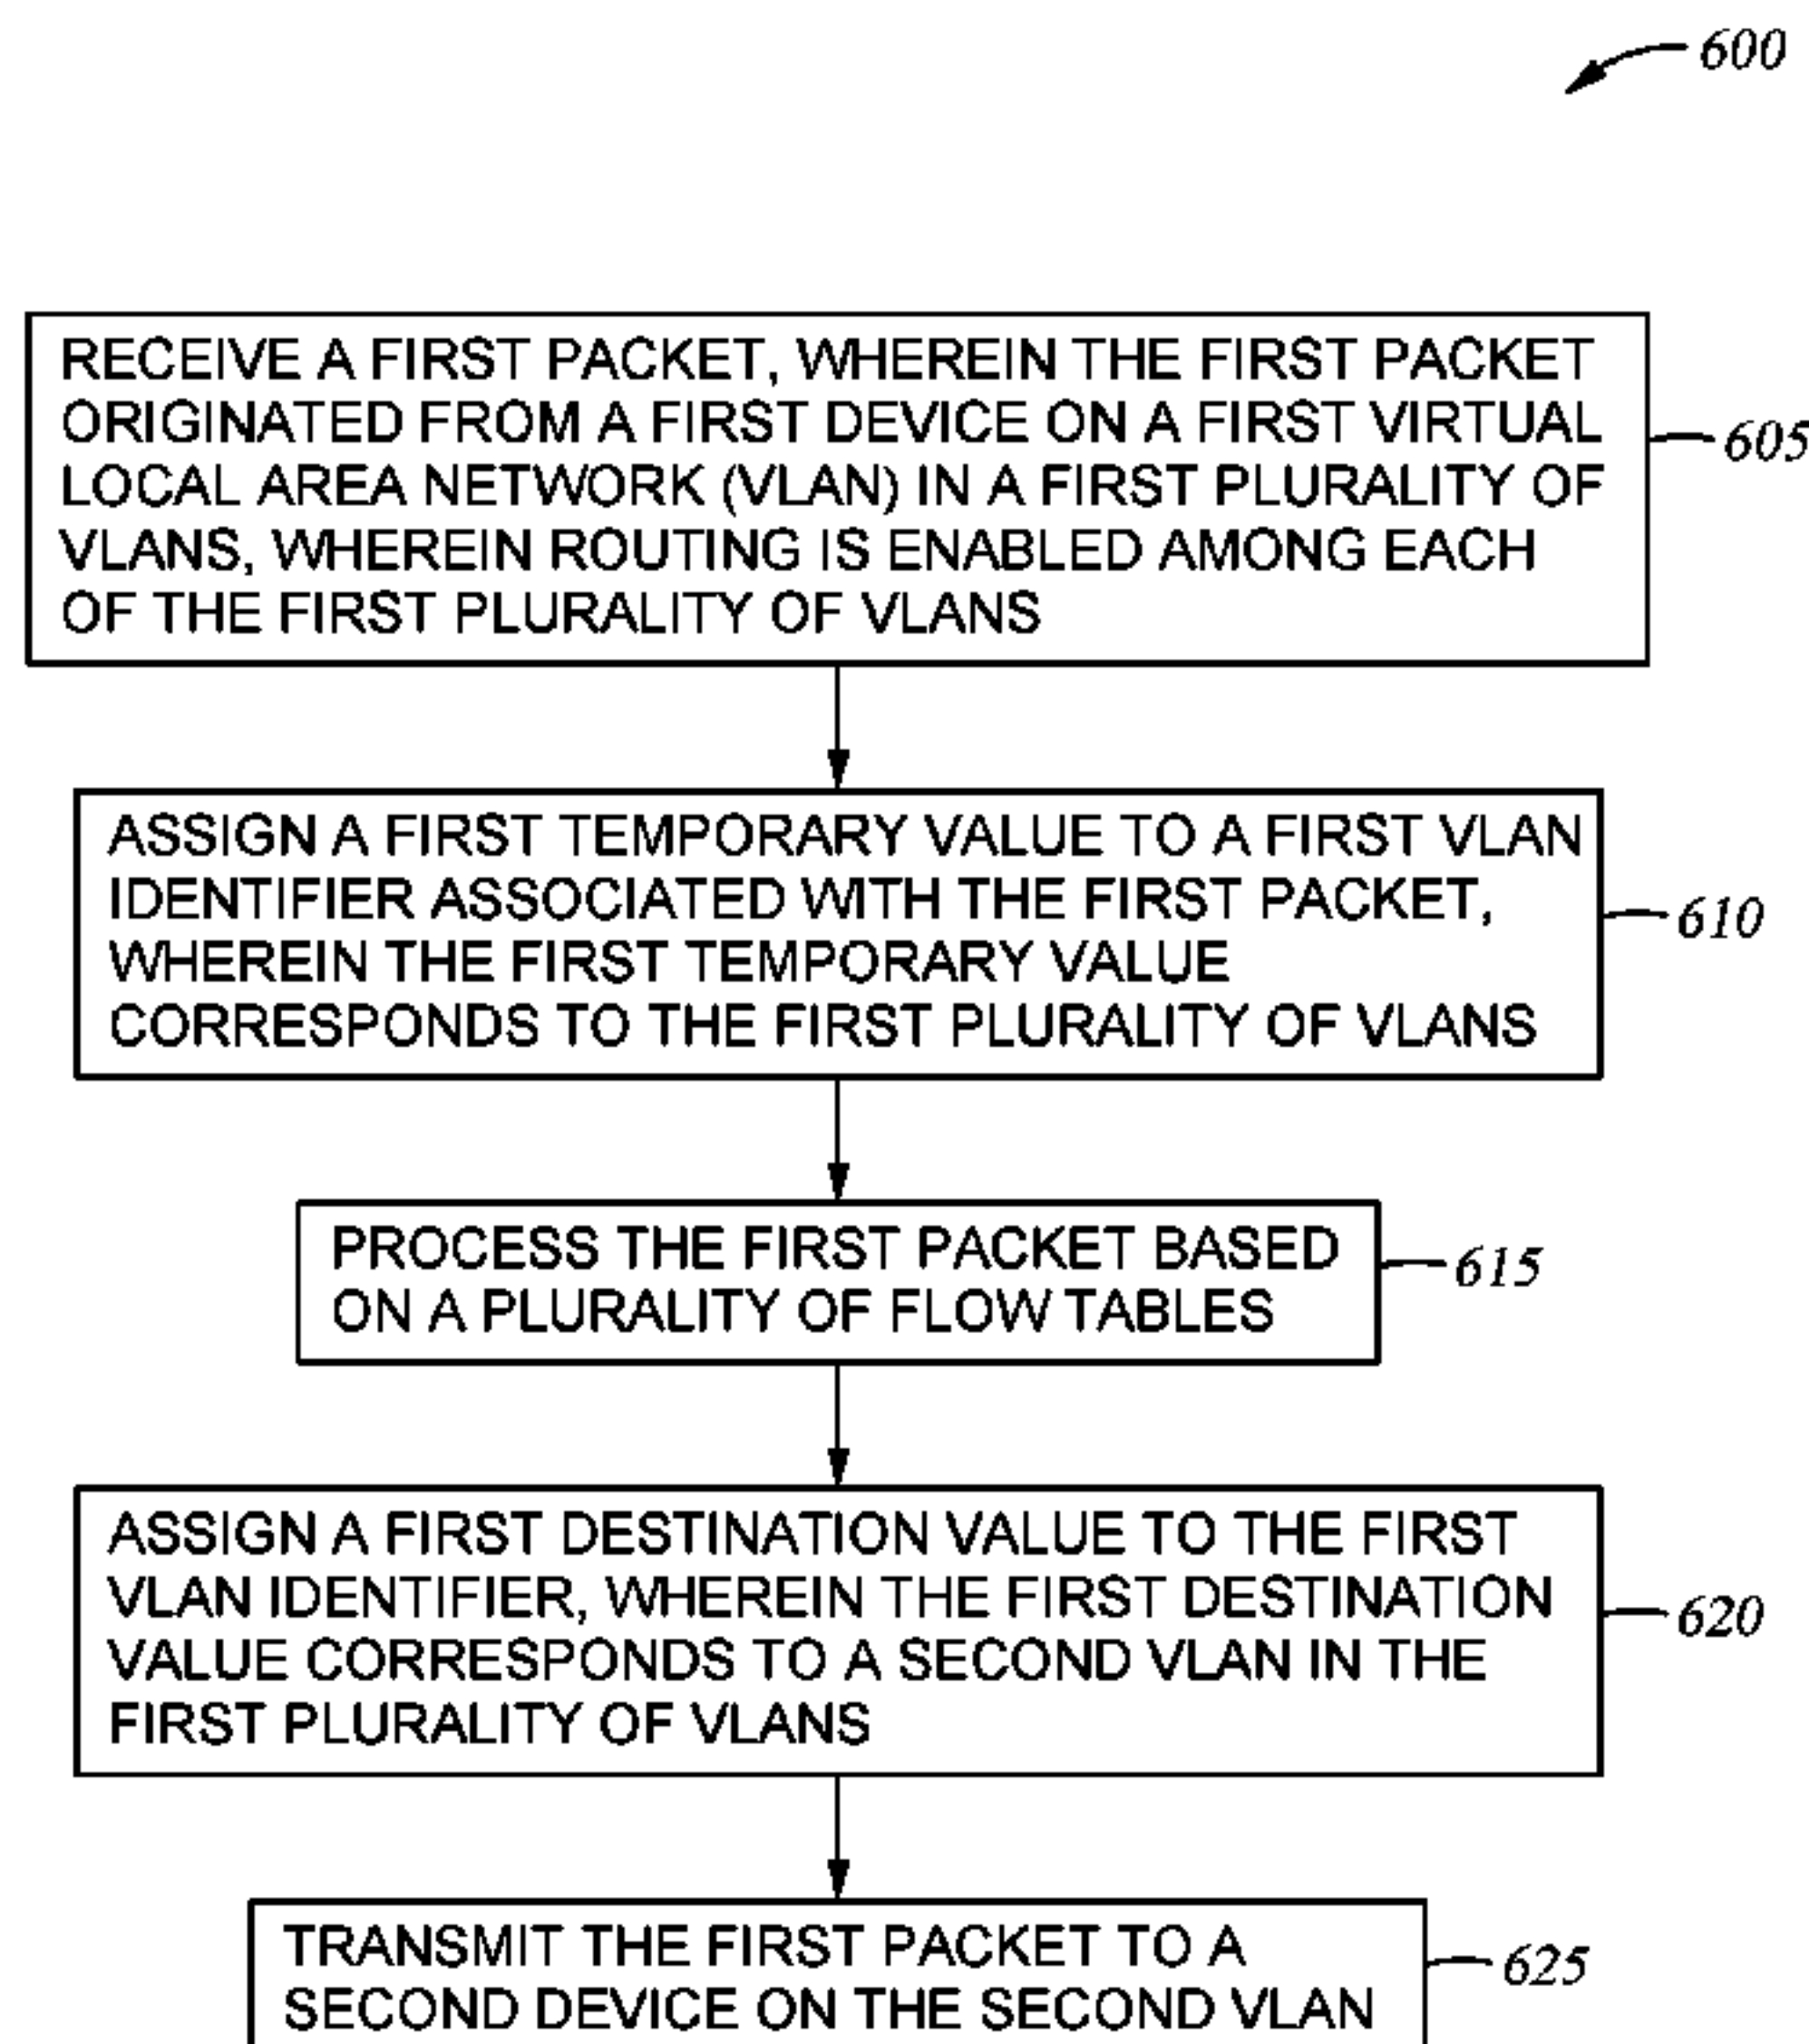 600
RECEIVE A FIRST PACKET, WHEREIN THE FIRST PACKET
ORIGINATED FROM A FIRST DEVICE ON A FIRST VIRTUAL
LOCAL AREA NETWORK (VLAN) IN A FIRST PLURALITY OF
VLANS, WHEREIN ROUTING IS ENABLED AMONG EACH
OF THE FIRST PLURALITY OF VLANS
605
ASSIGN A FIRST TEMPORARY VALUE TO A FIRST VLAN
IDENTIFIER ASSOCIATED WITH THE FIRST PACKET,
WHEREIN THE FIRST TEMPORARY VALUE
CORRESPONDS TO THE FIRST PLURALITY OF VLANS
610
PROCESS THE FIRST PACKET BASED
ON A PLURALITY OF FLOW TABLES
615
ASSIGN A FIRST DESTINATION VALUE TO THE FIRST
VLAN IDENTIFIER, WHEREIN THE FIRST DESTINATION
VALUE CORRESPONDS TO A SECOND VLAN IN THE
FIRST PLURALITY OF VLANS
620
TRANSMIT THE FIRST PACKET TO A
SECOND DEVICE ON THE SECOND VLAN
625